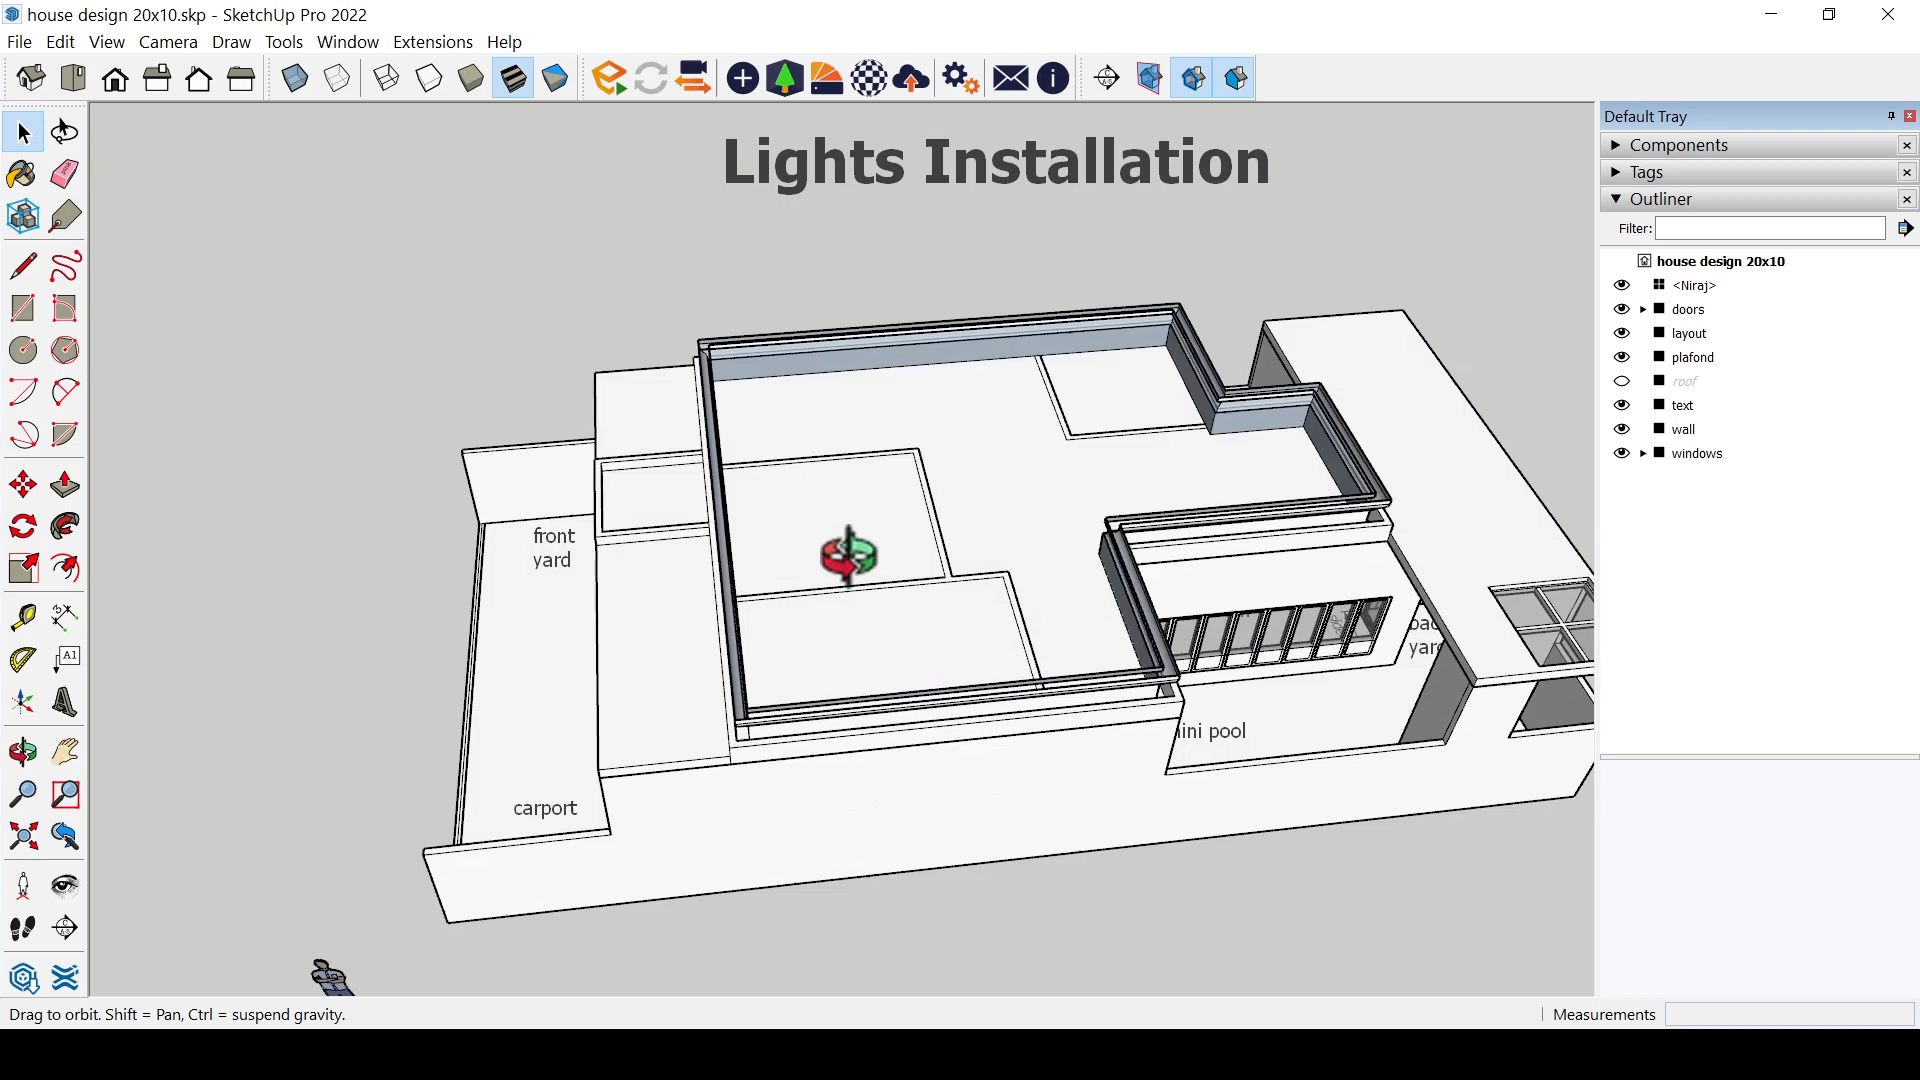 house design 20x10.skp - SketchUp Pro 2022
File Edit View Camera Draw Tools Window Extensions Help
Default Tray
Components
Tags
Outliner
Filter:
house design 20x10
<Niraj>
doors
layout
plafond
roof
text
wall
windows
Lights Installation
front
yard
carport
ini pool
yar
A1
Drag to orbit. Shift = Pan, Ctrl = suspend gravity.
Measurements